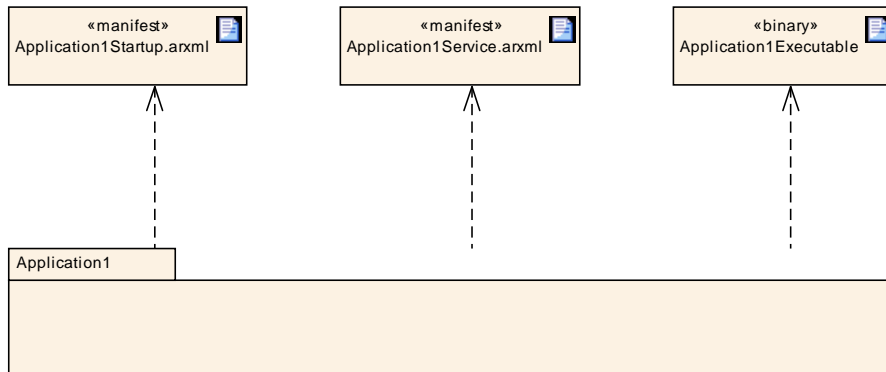 «manifest»
Application1Startup.arxml
«manifest»
Application1Service.arxml
«binary»
Application1Executable
Application1